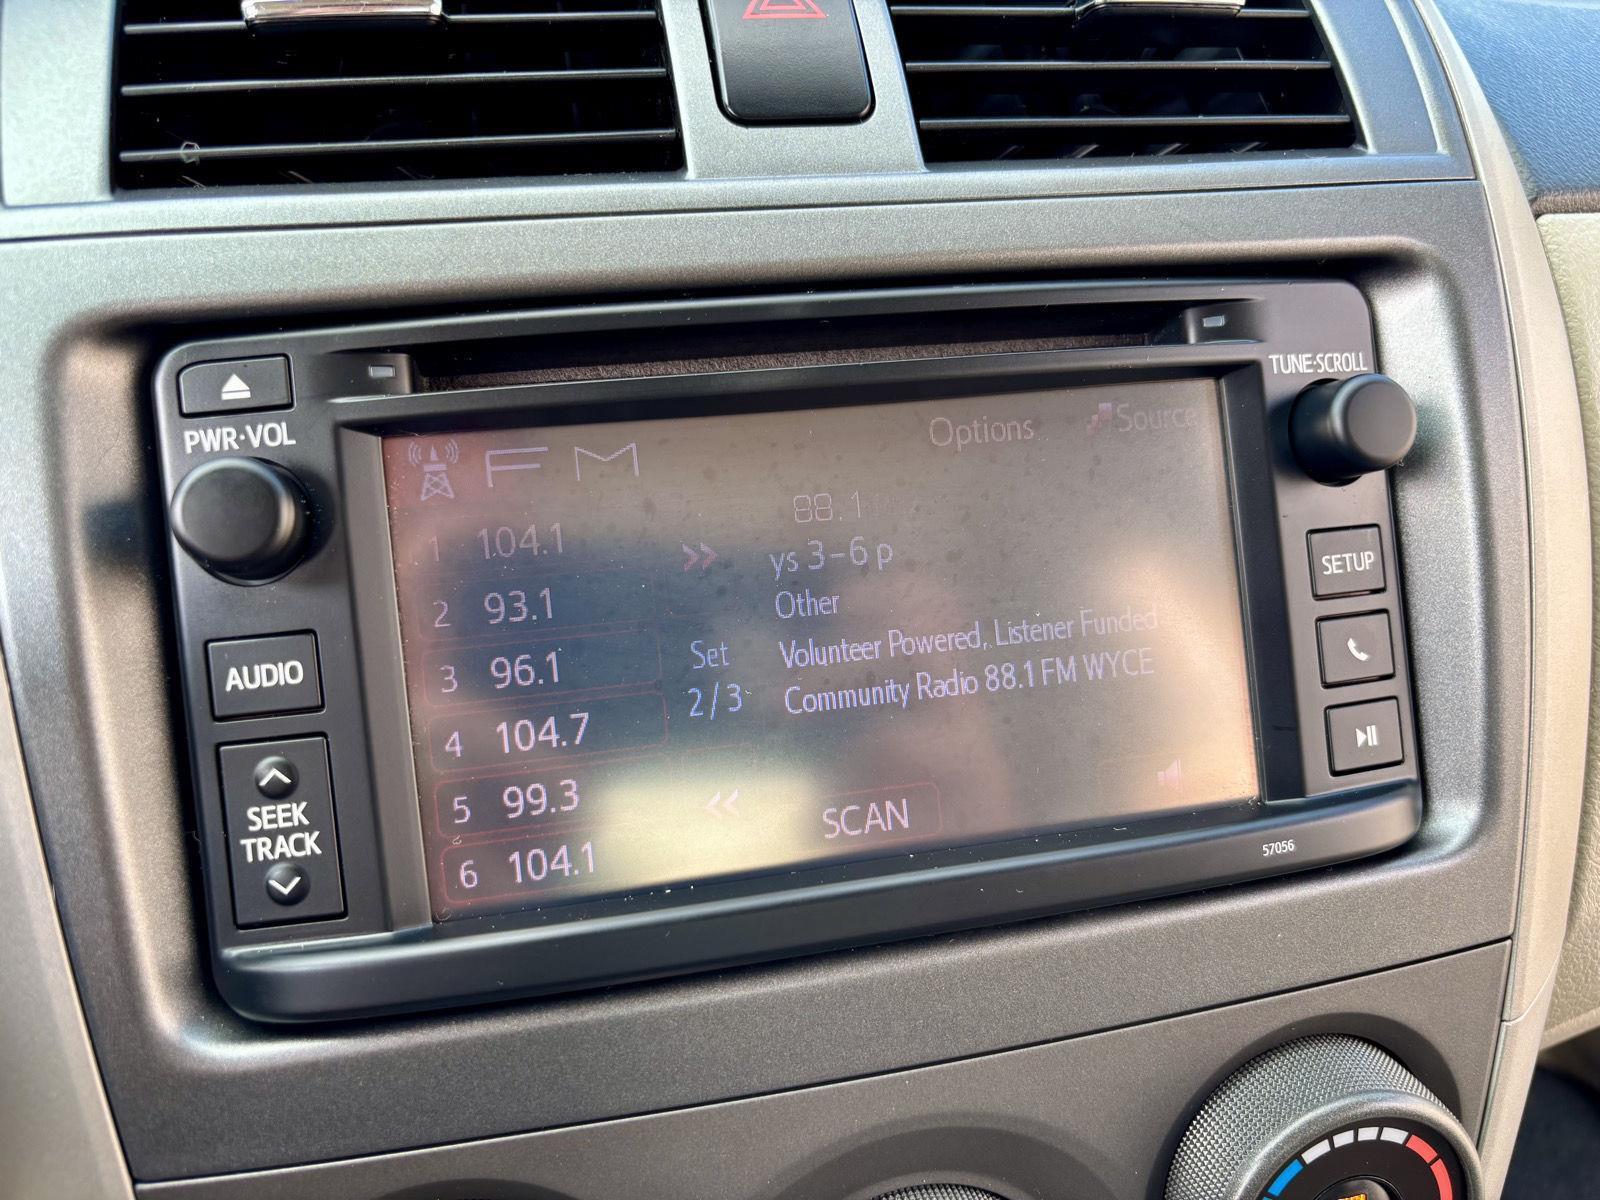 TUNE·SCROLL
PWR·VOL
FM
Options
Source
88.1
1 104.1
ys 3-6 p
2 93.1
Other
SETUP
AUDIO
3 96.1
Set
2/3
Volunteer Powered, Listener Funded
Community Radio 88.1 FM WYCE
4 104.7
5 99.3
SCAN
6 104.1
SEEK
TRACK
57056